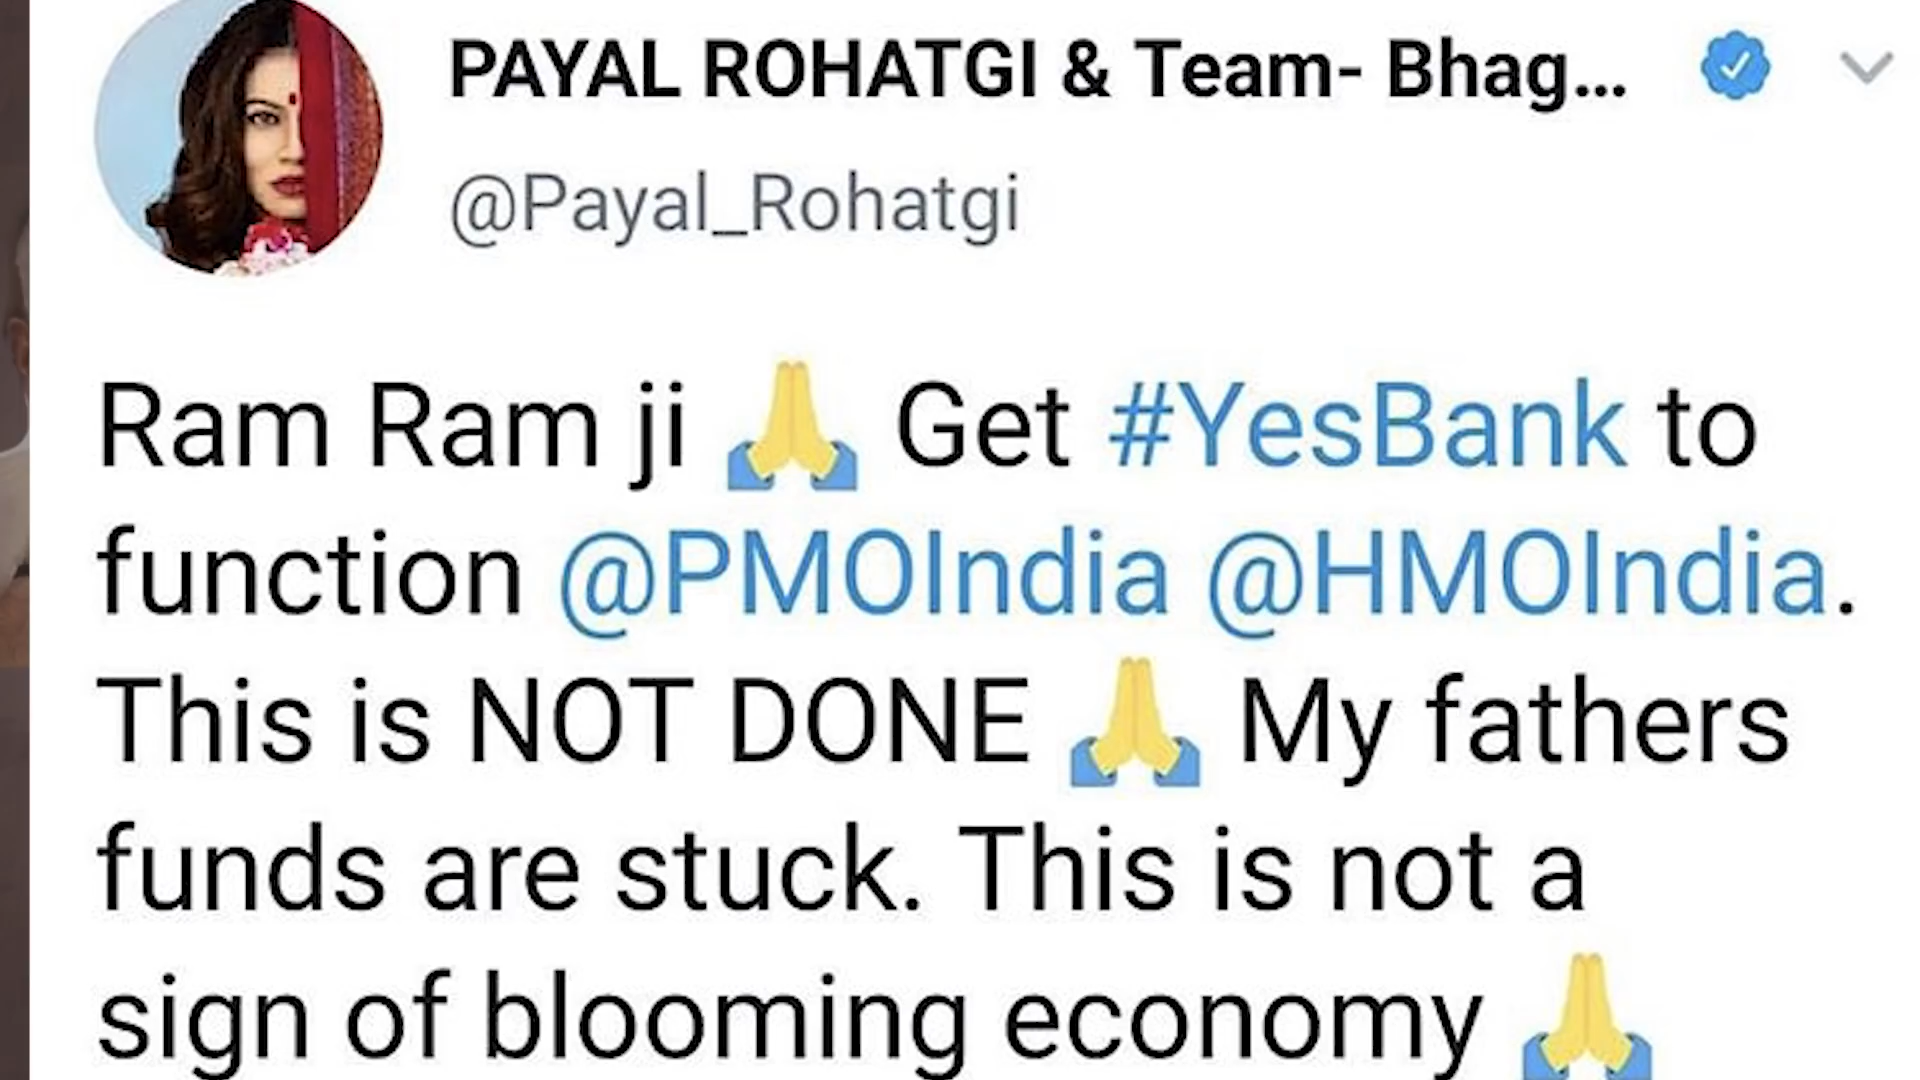 PAYAL ROHATGI & Team- Bhag...
@Payal_Rohatgi
Ram Ram ji 🙏 Get #YesBank to
function @PMOIndia @HMOIndia.
This is NOT DONE 🙏 My fathers
funds are stuck. This is not a
sign of blooming economy 🙏